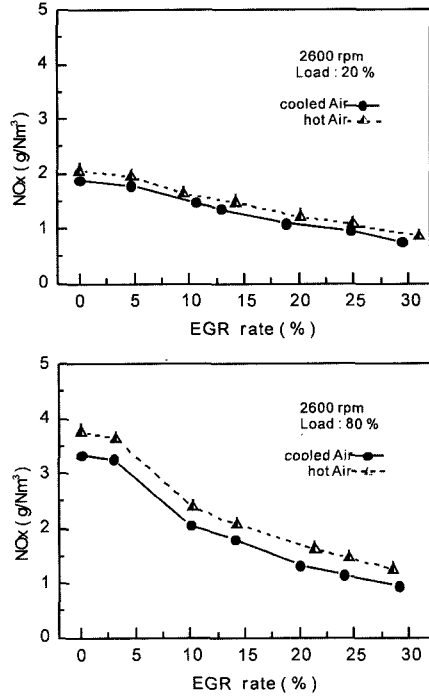 5
4
3
2
1
0
NOx ( g/Nm³ )
2600 rpm
Load : 20 %
cooled Air
hot Air
0 5 10 15 20 25 30
EGR rate ( % )
5
4
3
2
1
0
NOx ( g/Nm³ )
2600 rpm
Load : 80 %
cooled Air
hot Air
0 5 10 15 20 25 30
EGR rate ( % )